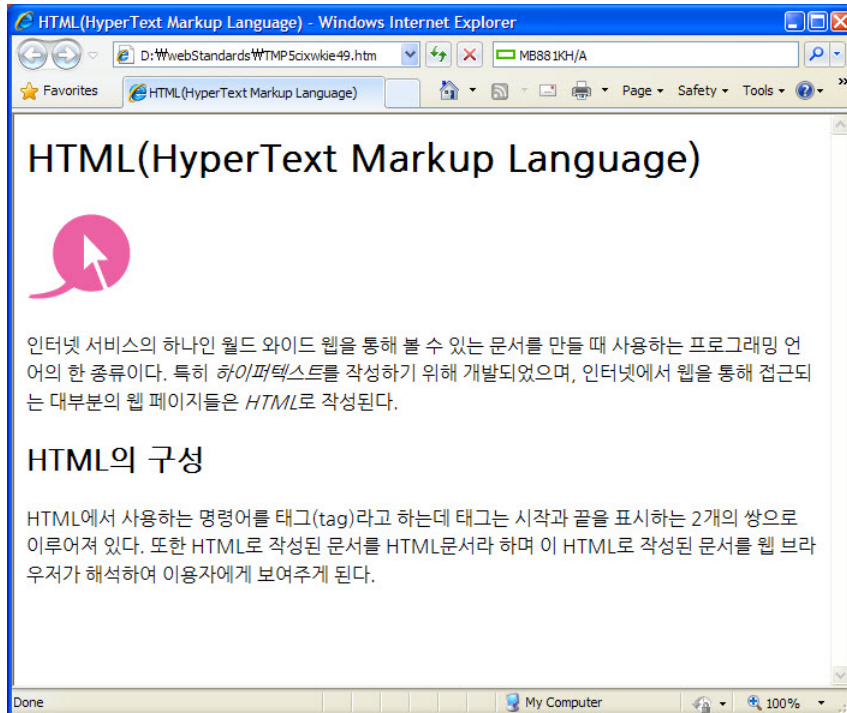 HTML(HyperText Markup Language) - Windows Internet Explorer
D:₩webStandards₩TMP5cixwkie49.htm
MB881KH/A
Favorites
HTML(HyperText Markup Language)
Page
Safety
Tools
HTML(HyperText Markup Language)
인터넷 서비스의 하나인 월드 와이드 웹을 통해 볼 수 있는 문서를 만들 때 사용하는 프로그래밍 언
어의 한 종류이다. 특히 하이퍼텍스트를 작성하기 위해 개발되었으며, 인터넷에서 웹을 통해 접근되
는 대부분의 웹 페이지들은 HTML로 작성된다.
HTML의 구성
HTML에서 사용하는 명령어를 태그(tag)라고 하는데 태그는 시작과 끝을 표시하는 2개의 쌍으로
이루어져 있다. 또한 HTML로 작성된 문서를 HTML문서라 하며 이 HTML로 작성된 문서를 웹 브라
우저가 해석하여 이용자에게 보여주게 된다.
Done
My Computer
100%